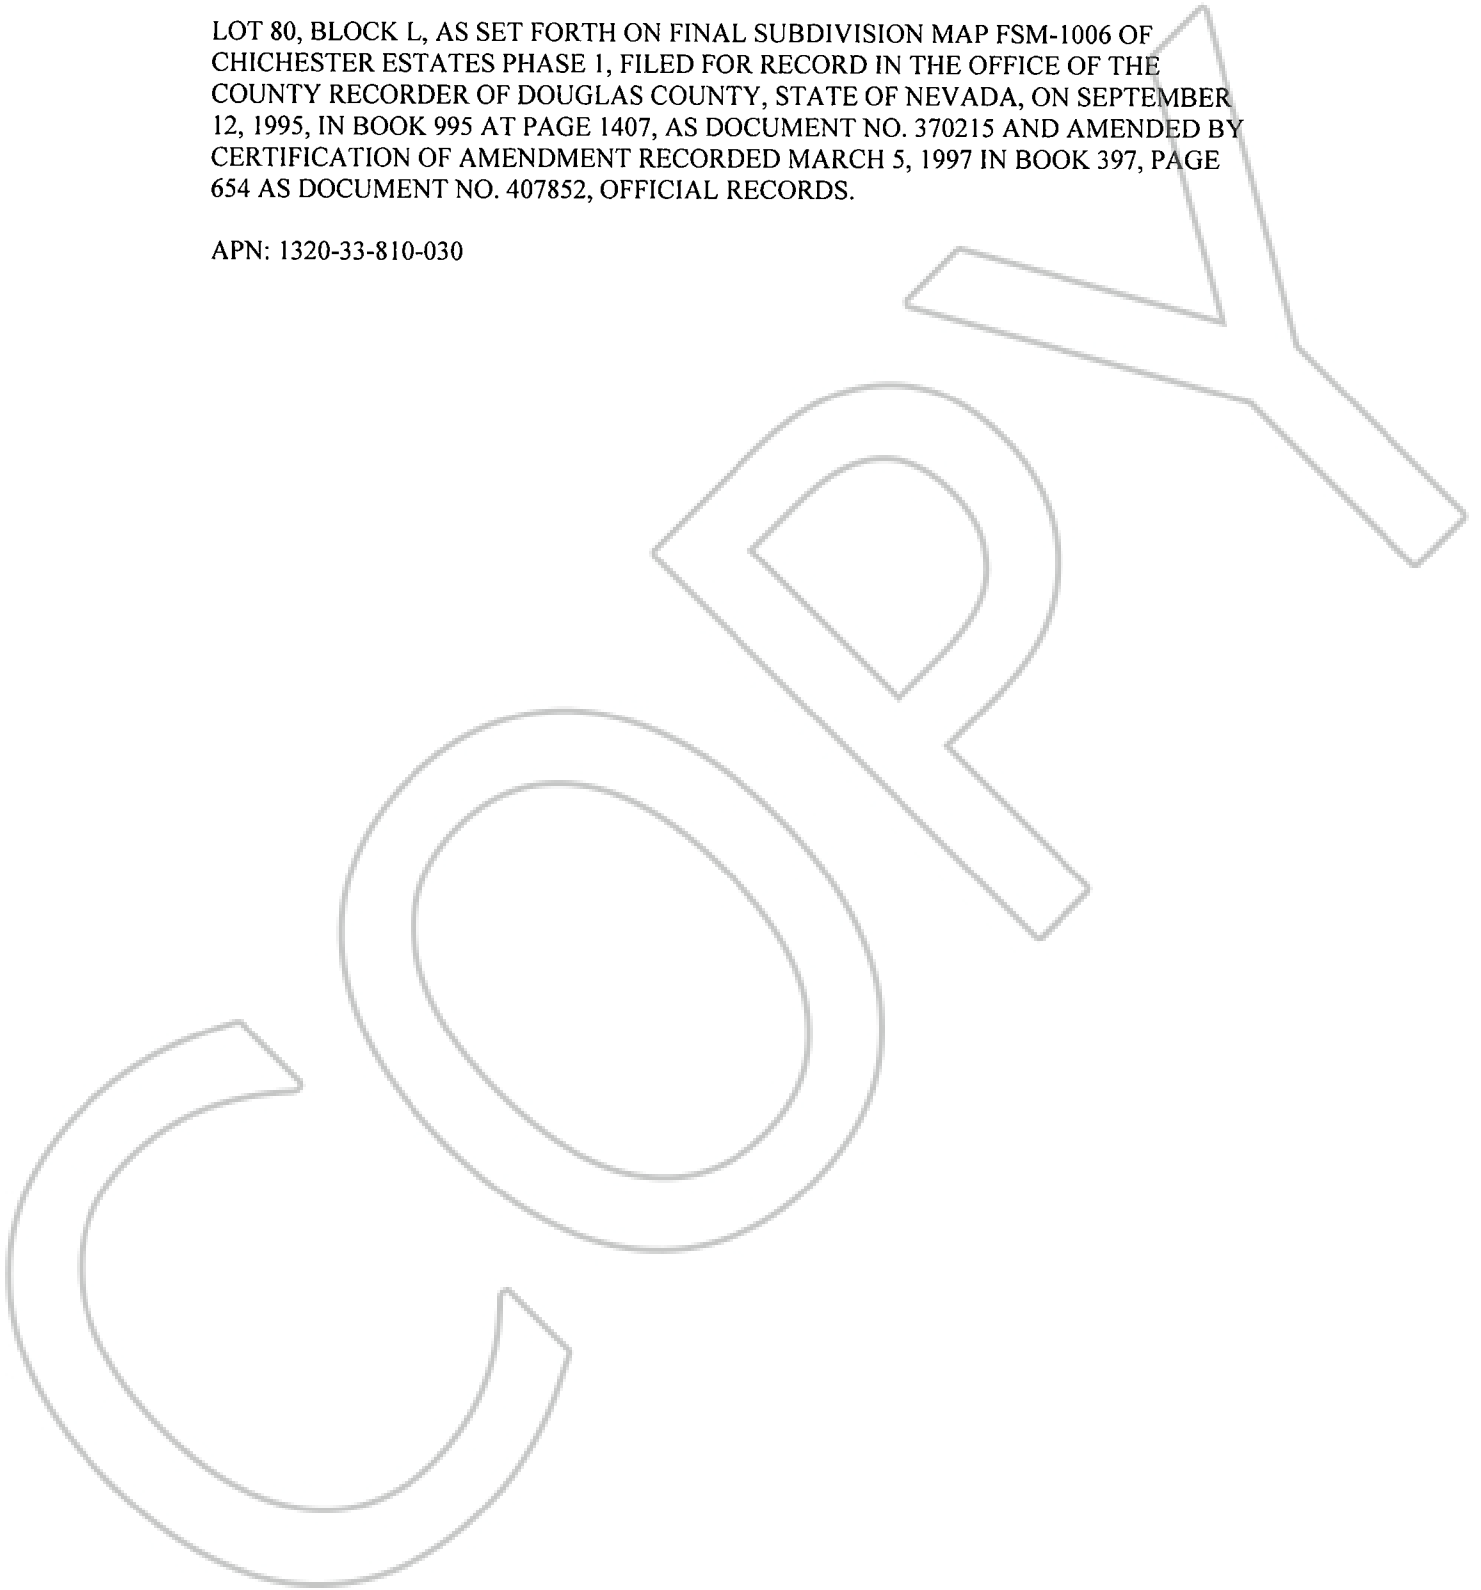 LOT 80, BLOCK L, AS SET FORTH ON FINAL SUBDIVISION MAP FSM-1006 OF
CHICHESTER ESTATES PHASE 1, FILED FOR RECORD IN THE OFFICE OF THE
COUNTY RECORDER OF DOUGLAS COUNTY, STATE OF NEVADA, ON SEPTEMBER
12, 1995, IN BOOK 995 AT PAGE 1407, AS DOCUMENT NO. 370215 AND AMENDED BY
CERTIFICATION OF AMENDMENT RECORDED MARCH 5, 1997 IN BOOK 397, PAGE
654 AS DOCUMENT NO. 407852, OFFICIAL RECORDS.
APN: 1320-33-810-030
COPY